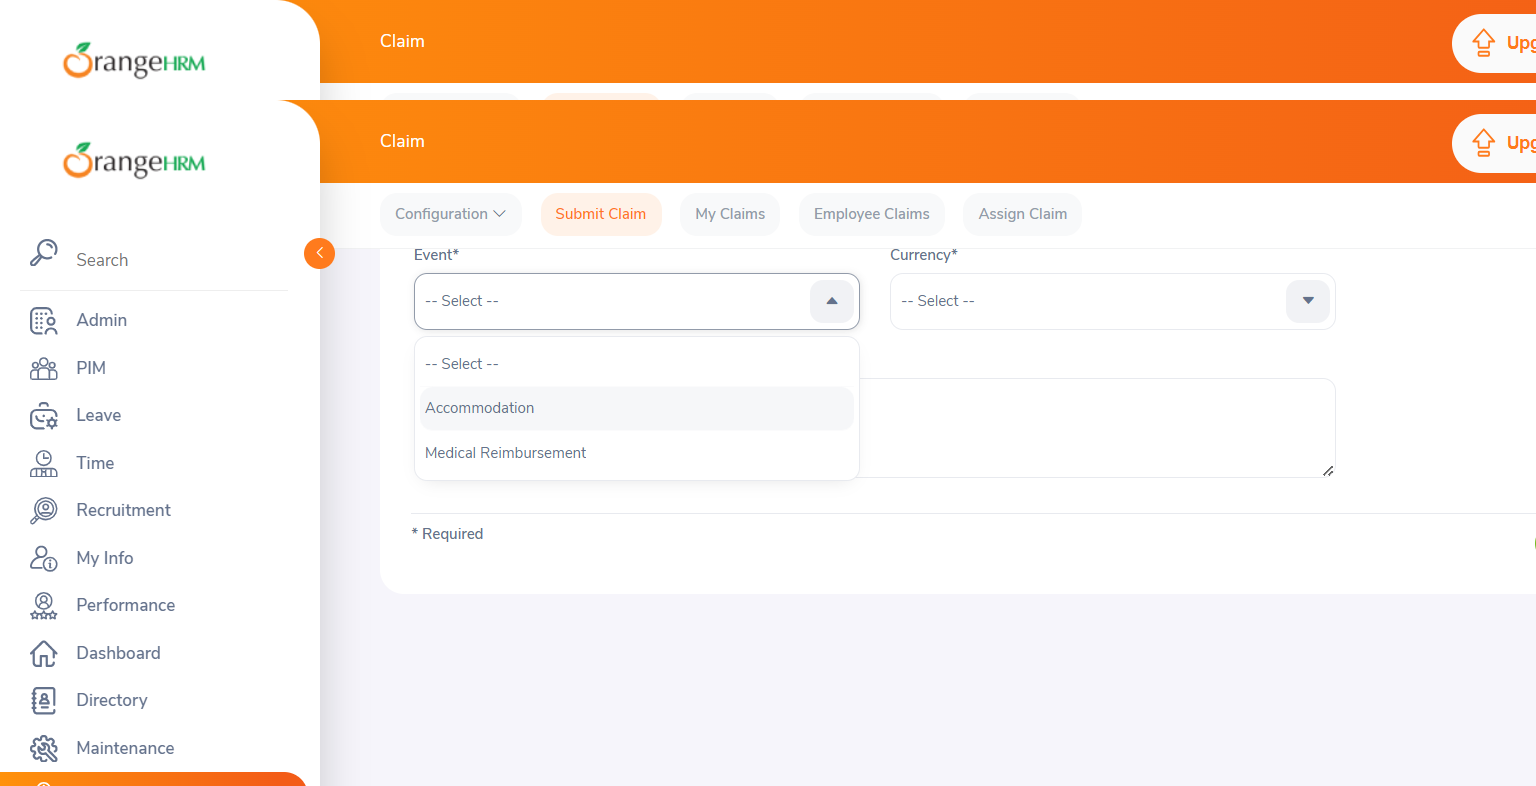 OrangeHRM
Claim
Upg
OrangeHRM
Claim
Upg
Configuration
Submit Claim
My Claims
Employee Claims
Assign Claim
Search
Admin
PIM
Leave
Time
Recruitment
My Info
Performance
Dashboard
Directory
Maintenance
Event*
Currency*
-- Select --
-- Select --
-- Select --
Accommodation
Medical Reimbursement
* Required